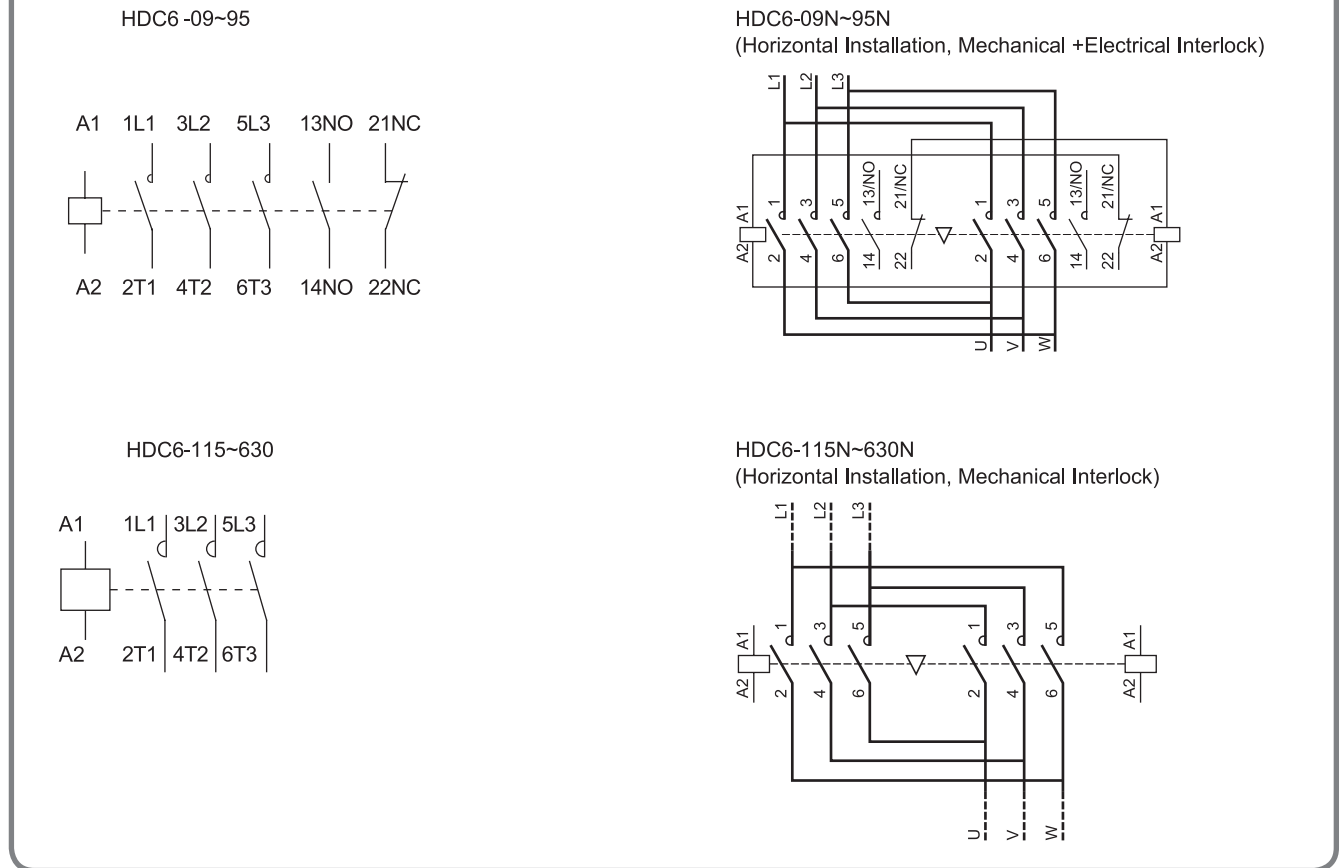 HDC6 -09~95
A1 1L1 3L2 5L3 13NO 21NC
A2 2T1 4T2 6T3 14NO 22NC
HDC6-09N~95N
(Horizontal Installation, Mechanical +Electrical Interlock)
L1 L2 L3
A1 1 3 5 13/NO 21/NC 1 3 5 13/NO 21/NC A1
A2 2 4 6 14 22 2 4 6 14 22 A2
U V W
HDC6-115~630
A1 1L1 3L2 5L3
A2 2T1 4T2 6T3
HDC6-115N~630N
(Horizontal Installation, Mechanical Interlock)
L1 L2 L3
A1 1 3 5 1 3 5 A1
A2 2 4 6 2 4 6 A2
U V W